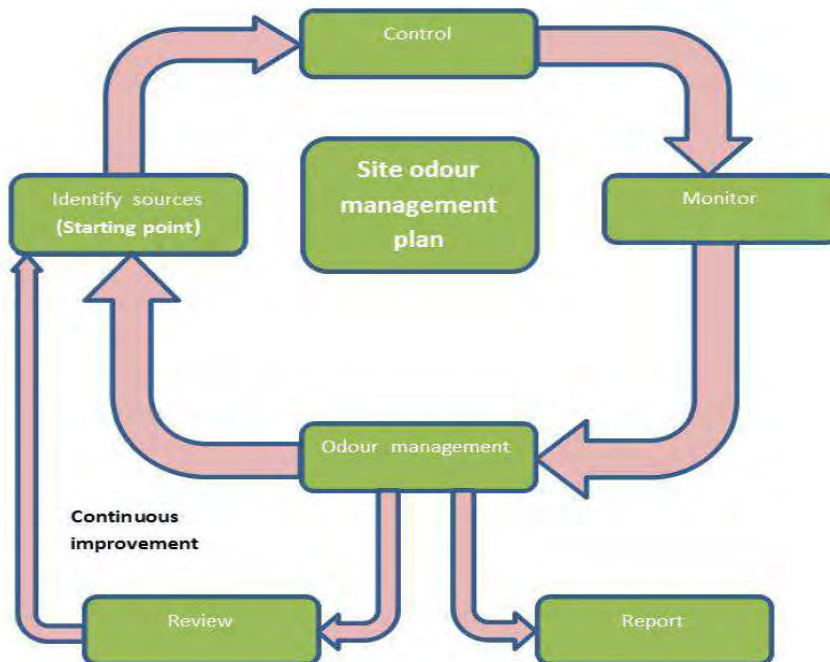 Control
Site odour
management
plan
Identify sources
(Starting point)
Monitor
Odour management
Continuous
improvement
Review
Report